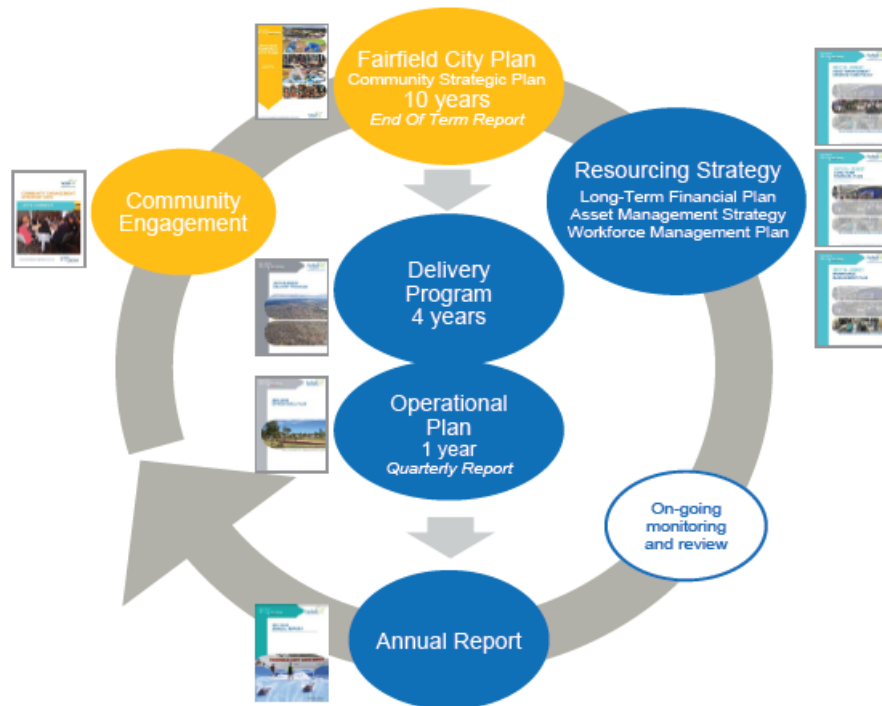 Fairfield City Plan
Community Strategic Plan
10 years
End Of Term Report
Community
Engagement
Resourcing Strategy
Long-Term Financial Plan
Asset Management Strategy
Workforce Management Plan
Delivery
Program
4 years
Operational
Plan
1 year
Quarterly Report
On-going
monitoring
and review
Annual Report